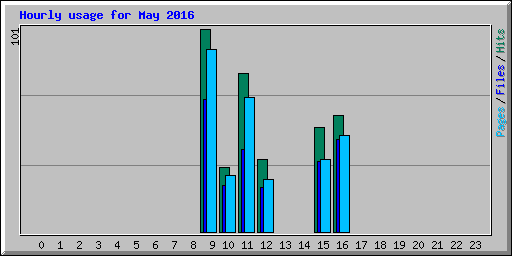 Hourly usage for May 2016
101
Pages/Files/Hits
0 1 2 3 4 5 6 7 8 9 10 11 12 13 14 15 16 17 18 19 20 21 22 23